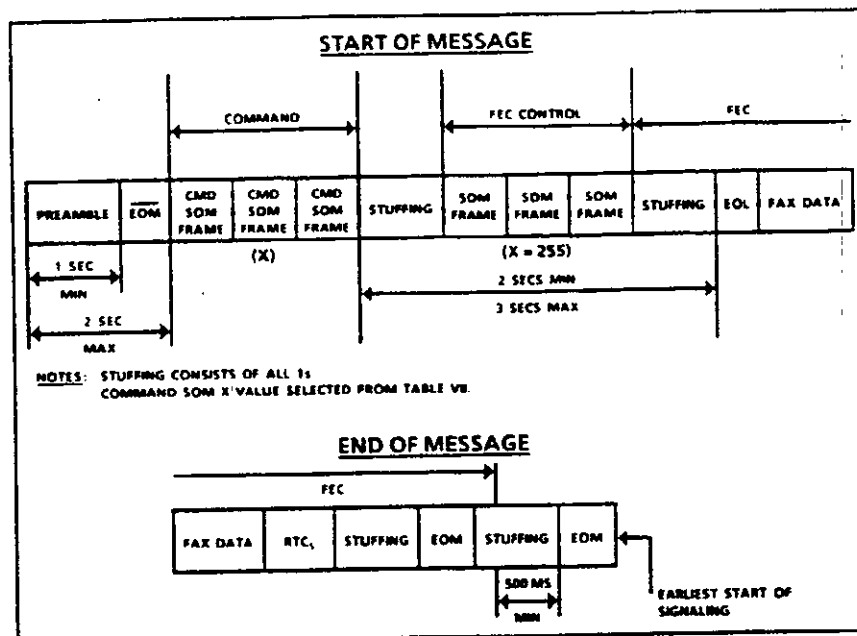 START OF MESSAGE
COMMAND
FEC CONTROL
FEC
PREAMBLE
EOM
CMD SOM FRAME
CMD SOM FRAME
CMD SOM FRAME
STUFFING
SOM FRAME
SOM FRAME
SOM FRAME
STUFFING
EOL
FAX DATA
(X)
(X = 255)
1 SEC
MIN
2 SECS MIN
3 SECS MAX
2 SEC
MAX
NOTES: STUFFING CONSISTS OF ALL 1s
COMMAND SOM X'VALUE SELECTED FROM TABLE VII.
END OF MESSAGE
FEC
FAX DATA
RTC,
STUFFING
EOM
STUFFING
EOM
500 MS
MIN
EARLIEST START OF
SIGNALING